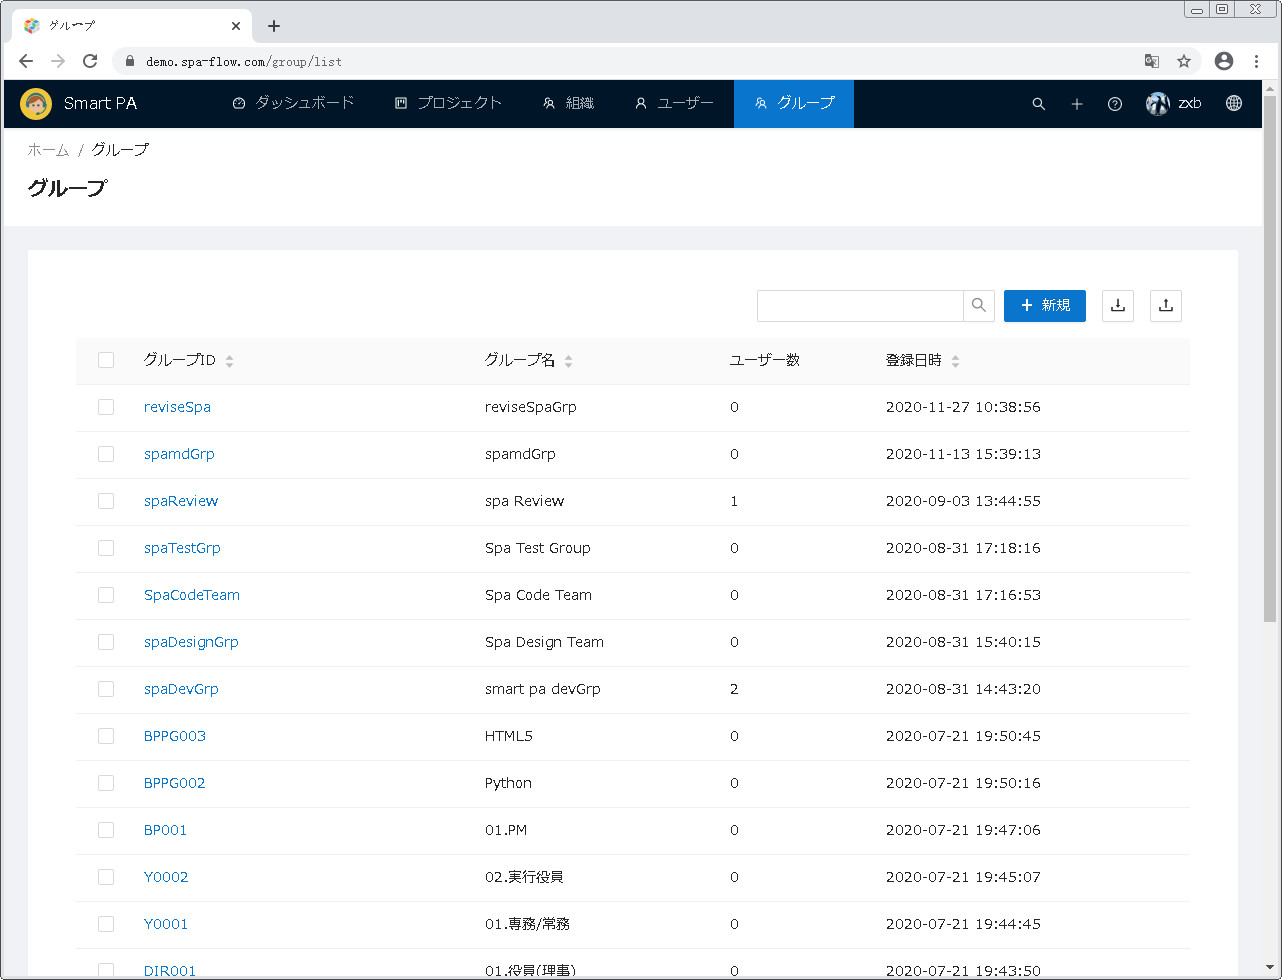 グループ
demo.spa-flow.com/group/list
Smart PA ダッシュボード プロジェクト 組織 ユーザー グループ zxb
ホーム / グループ
グループ
新規
グループID グループ名 ユーザー数 登録日時
reviseSpa reviseSpaGrp 0 2020-11-27 10:38:56
spamdGrp spamdGrp 0 2020-11-13 15:39:13
spaReview spa Review 1 2020-09-03 13:44:55
spaTestGrp Spa Test Group 0 2020-08-31 17:18:16
SpaCodeTeam Spa Code Team 0 2020-08-31 17:16:53
spaDesignGrp Spa Design Team 0 2020-08-31 15:40:15
spaDevGrp smart pa devGrp 2 2020-08-31 14:43:20
BPPG003 HTML5 0 2020-07-21 19:50:45
BPPG002 Python 0 2020-07-21 19:50:16
BP001 01.PM 0 2020-07-21 19:47:06
Y0002 02.実行役員 0 2020-07-21 19:45:07
Y0001 01.専務/常務 0 2020-07-21 19:44:45
DIR001 01.役員(理事) 0 2020-07-21 19:43:50